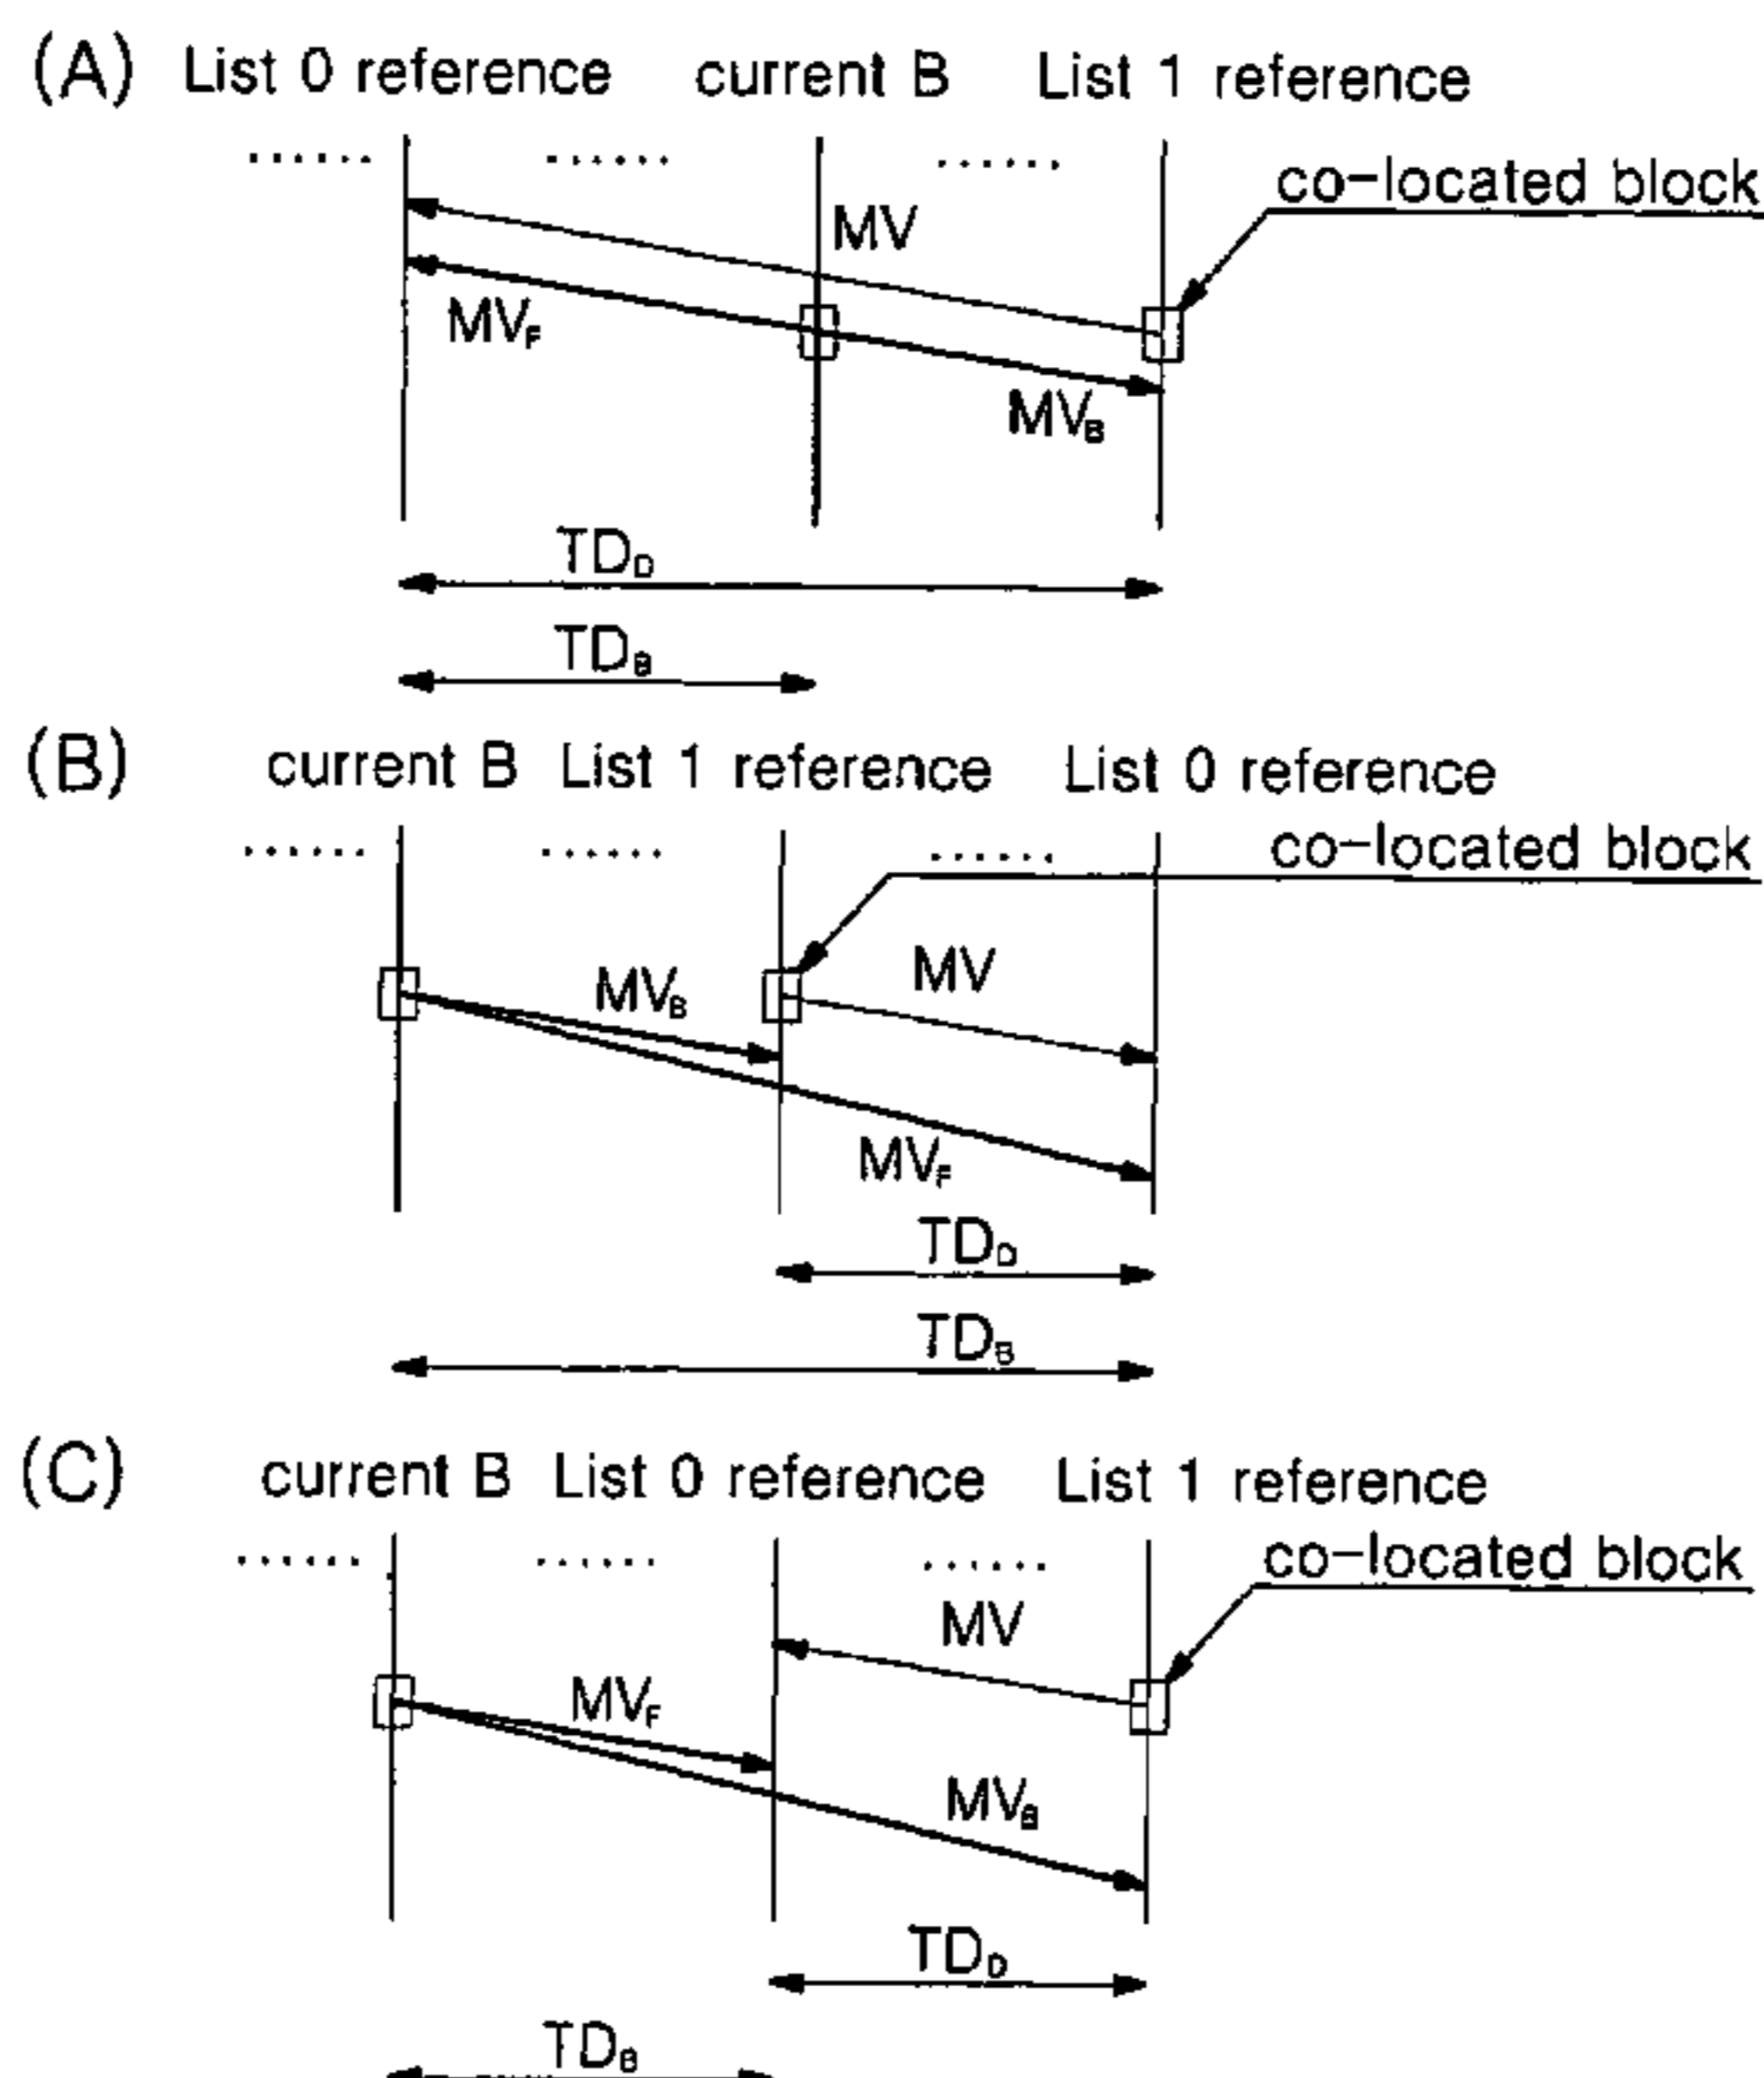 (A) List 0 reference current B List 1 reference
...... ...... ......
co-located block
MV
MVF
MVB
TDD
TDB
(B) current B List 1 reference List 0 reference
...... ...... ......
co-located block
MVB MV
MVF
TDD
TDB
(C) current B List 0 reference List 1 reference
...... ...... ......
co-located block
MV
MVF
MVB
TDD
TDB